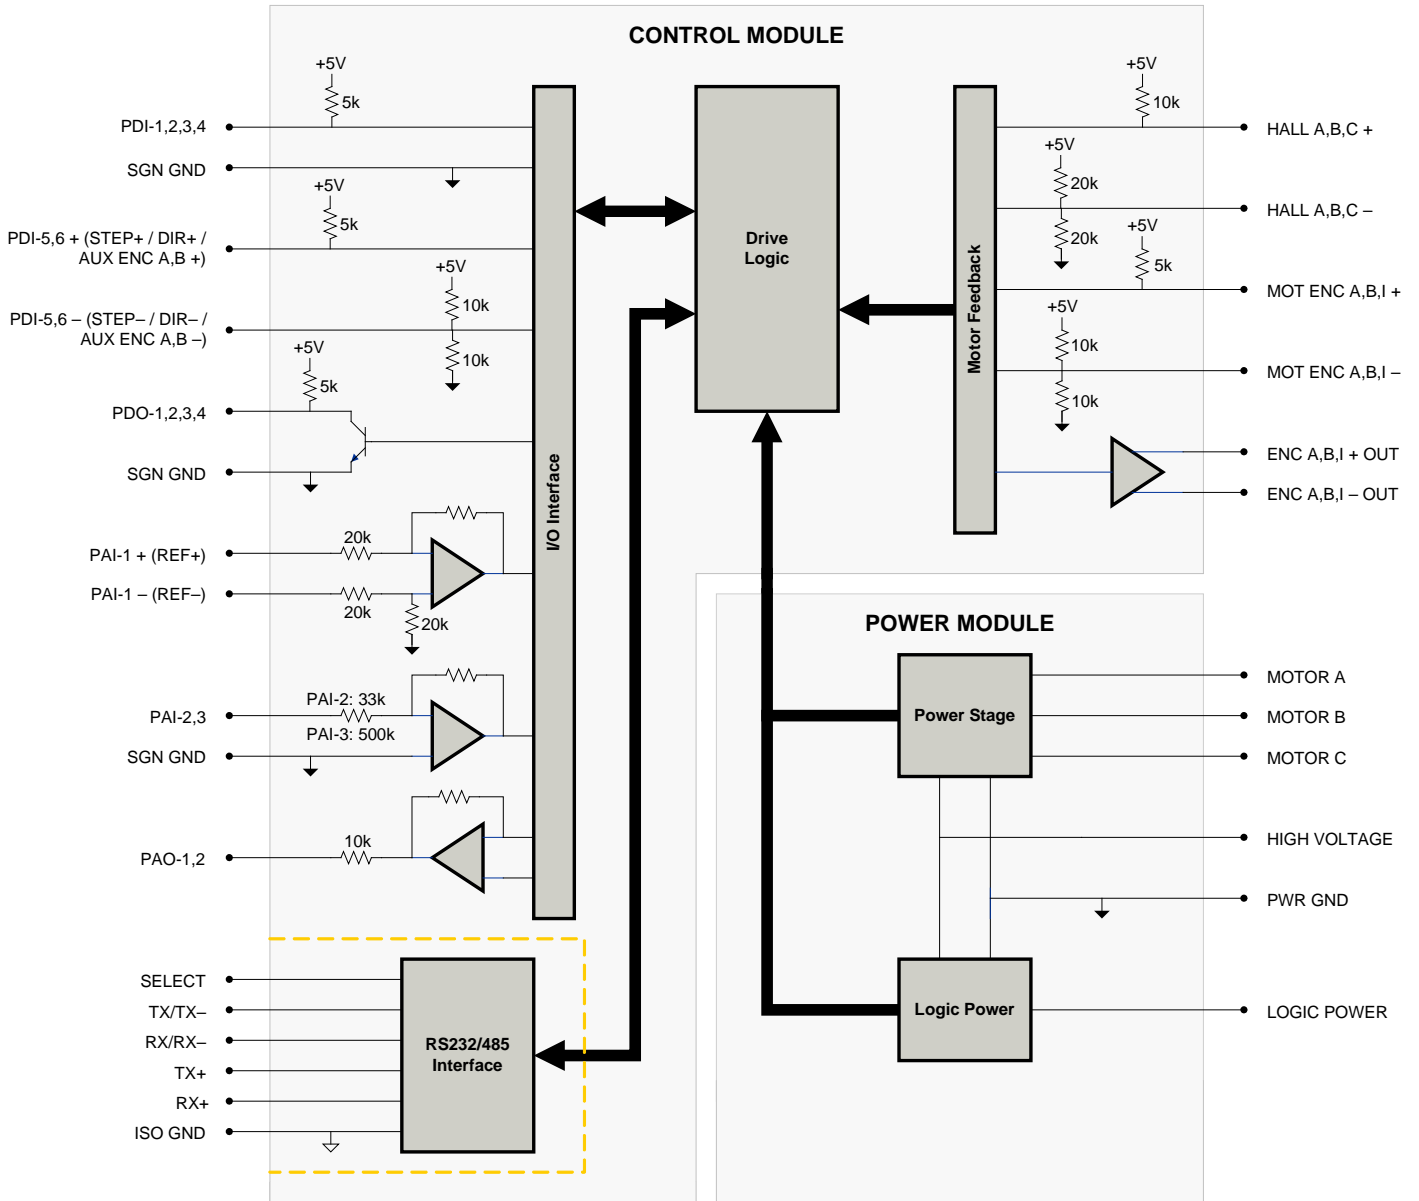 CONTROL MODULE
+5V
5k
PDI-1,2,3,4
SGN GND
+5V
5k
PDI-5,6 + (STEP+ / DIR+ /
AUX ENC A,B +)
+5V
10k
PDI-5,6 – (STEP– / DIR– /
AUX ENC A,B –)
10k
+5V
5k
PDO-1,2,3,4
SGN GND
20k
PAI-1 + (REF+)
PAI-1 – (REF–)
20k
20k
PAI-2: 33k
PAI-2,3
PAI-3: 500k
SGN GND
10k
PAO-1,2
I/O Interface
SELECT
TX/TX–
RX/RX–
TX+
RX+
ISO GND
RS232/485
Interface
Drive
Logic
Motor Feedback
+5V
10k
HALL A,B,C +
+5V
20k
HALL A,B,C –
20k
+5V
5k
MOT ENC A,B,I +
+5V
10k
MOT ENC A,B,I –
10k
ENC A,B,I + OUT
ENC A,B,I – OUT
POWER MODULE
Power Stage
MOTOR A
MOTOR B
MOTOR C
HIGH VOLTAGE
PWR GND
Logic Power
LOGIC POWER